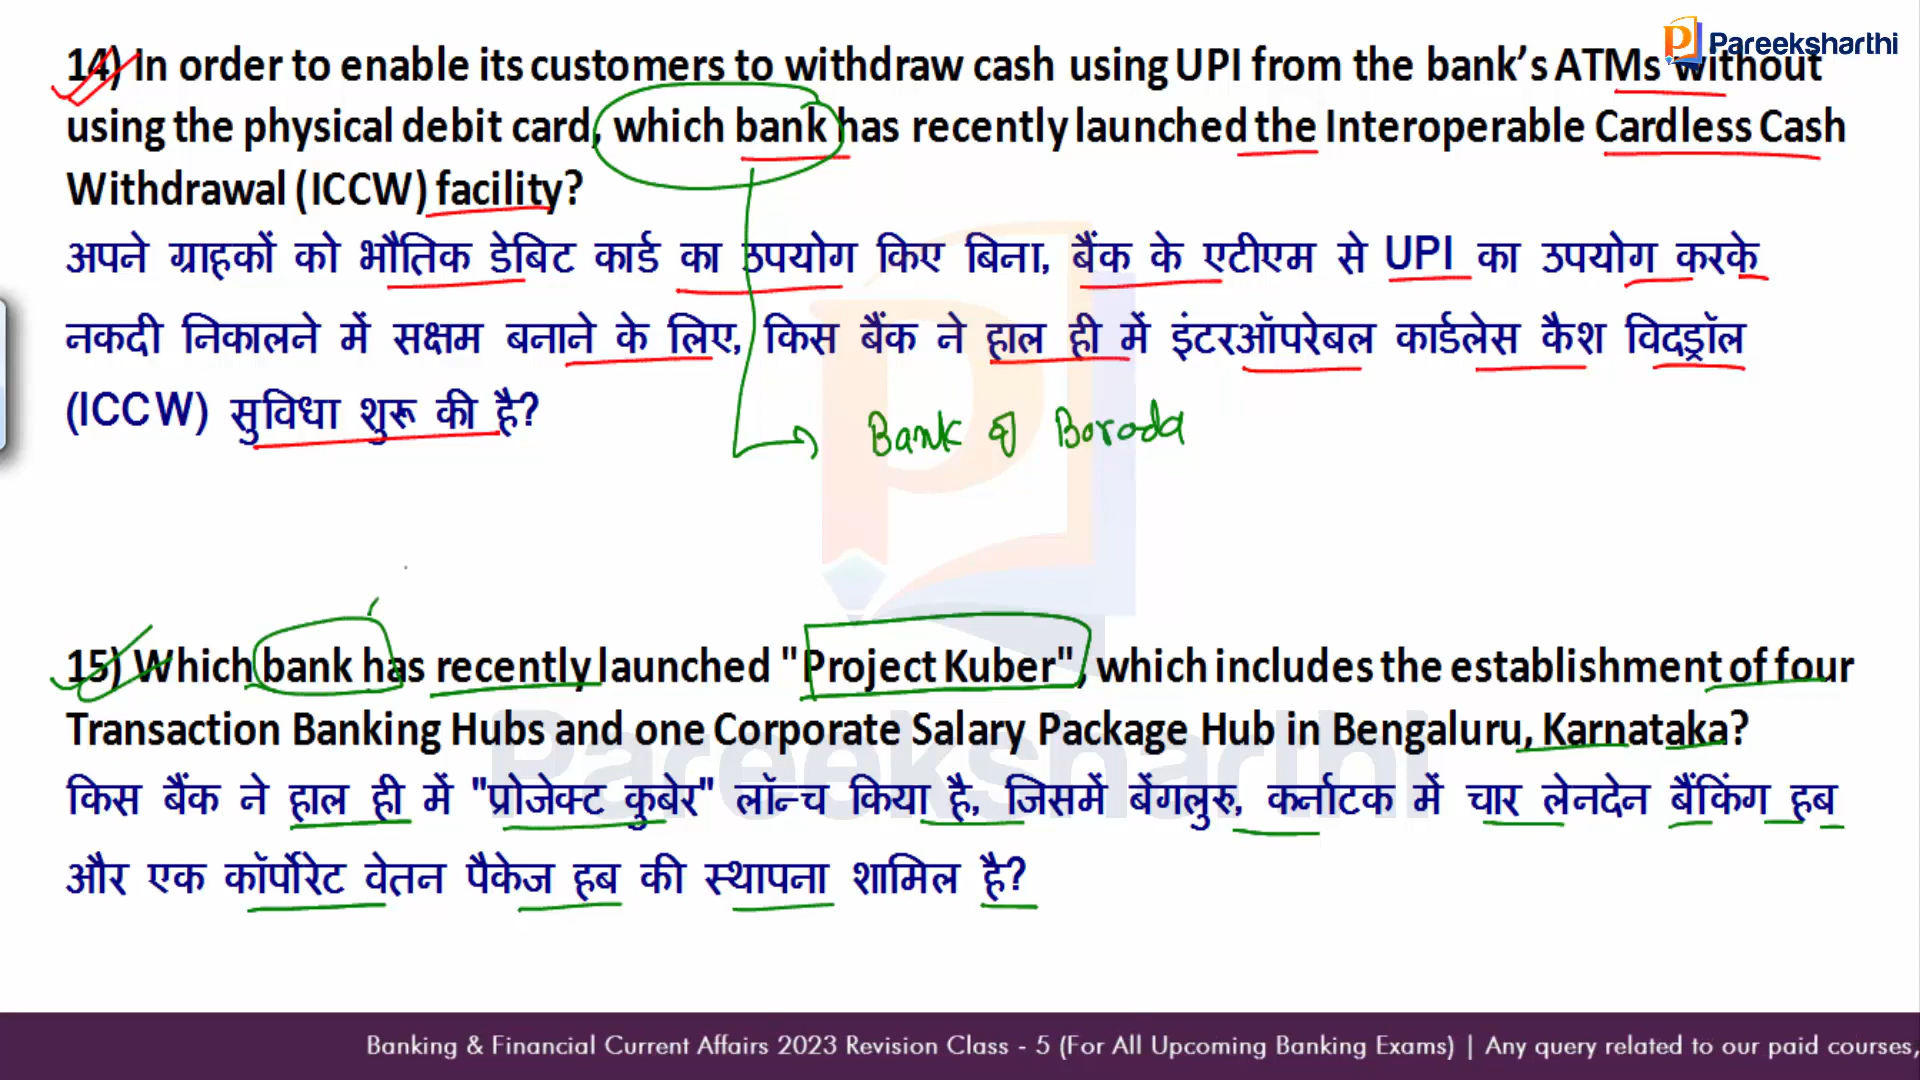 Pareeksharthi
14) In order to enable its customers to withdraw cash using UPI from the bank's ATMs without
using the physical debit card, which bank has recently launched the Interoperable Cardless Cash
Withdrawal (ICCW) facility?
अपने ग्राहकों को भौतिक डेबिट कार्ड का उपयोग किए बिना, बैंक के एटीएम से UPI का उपयोग करके
नकदी निकालने में सक्षम बनाने के लिए, किस बैंक ने हाल ही में इंटरऑपरेबल कार्डलेस कैश विदड्रॉल
(ICCW) सुविधा शुरू की है?
Bank of Boroda
15) Which bank has recently launched "Project Kuber", which includes the establishment of four
Transaction Banking Hubs and one Corporate Salary Package Hub in Bengaluru, Karnataka?
Pareeksharthi
किस बैंक ने हाल ही में "प्रोजेक्ट कुबेर" लॉन्च किया है, जिसमें बेंगलुरु, कर्नाटक में चार लेनदेन बैंकिंग हब
और एक कॉर्पोरेट वेतन पैकेज हब की स्थापना शामिल है?
Banking & Financial Current Affairs 2023 Revision Class - 5 (For All Upcoming Banking Exams) | Any query related to our paid courses,